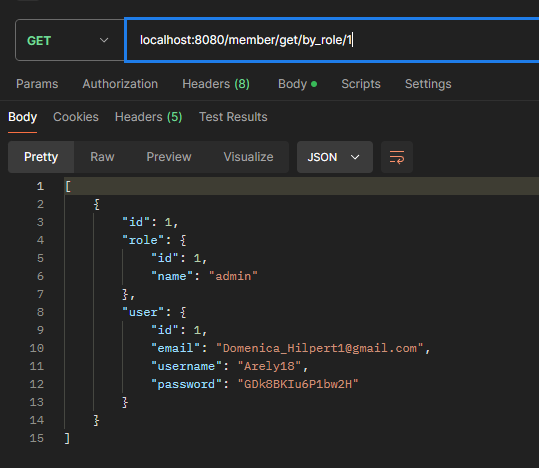 GET
localhost:8080/member/get/by_role/1
Params Authorization Headers (8) Body Scripts Settings
Body Cookies Headers (5) Test Results
Pretty Raw Preview Visualize JSON
1 [
2 {
3 "id": 1,
4 "role": {
5 "id": 1,
6 "name": "admin"
7 },
8 "user": {
9 "id": 1,
10 "email": "Domenica_Hilpert1@gmail.com",
11 "username": "Arely18",
12 "password": "GDk8BKIu6P1bw2H"
13 }
14 }
15 ]